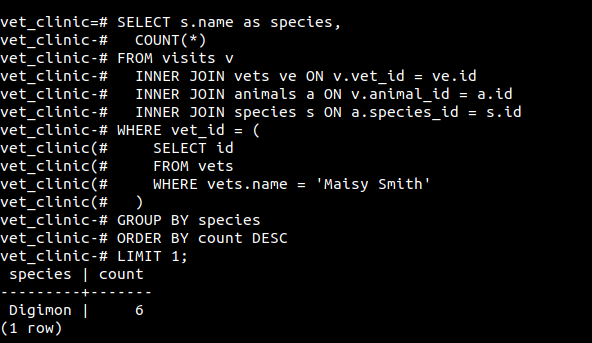 vet_clinic=# SELECT s.name as species,
vet_clinic-#   COUNT(*)
vet_clinic-# FROM visits v
vet_clinic-#   INNER JOIN vets ve ON v.vet_id = ve.id
vet_clinic-#   INNER JOIN animals a ON v.animal_id = a.id
vet_clinic-#   INNER JOIN species s ON a.species_id = s.id
vet_clinic-# WHERE vet_id = (
vet_clinic(#     SELECT id
vet_clinic(#     FROM vets
vet_clinic(#     WHERE vets.name = 'Maisy Smith'
vet_clinic(#   )
vet_clinic-# GROUP BY species
vet_clinic-# ORDER BY count DESC
vet_clinic-# LIMIT 1;
 species | count
---------+-------
 Digimon |     6
(1 row)